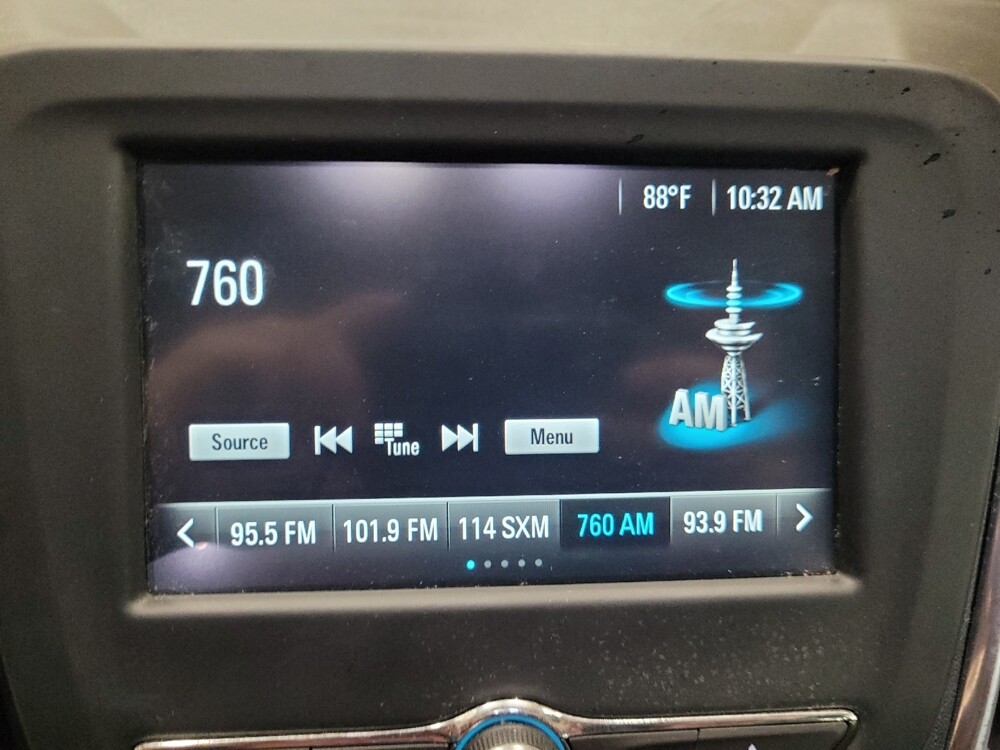 88°F 10:32 AM
760
AM
Source Tune Menu
95.5 FM 101.9 FM 114 SXM 760 AM 93.9 FM